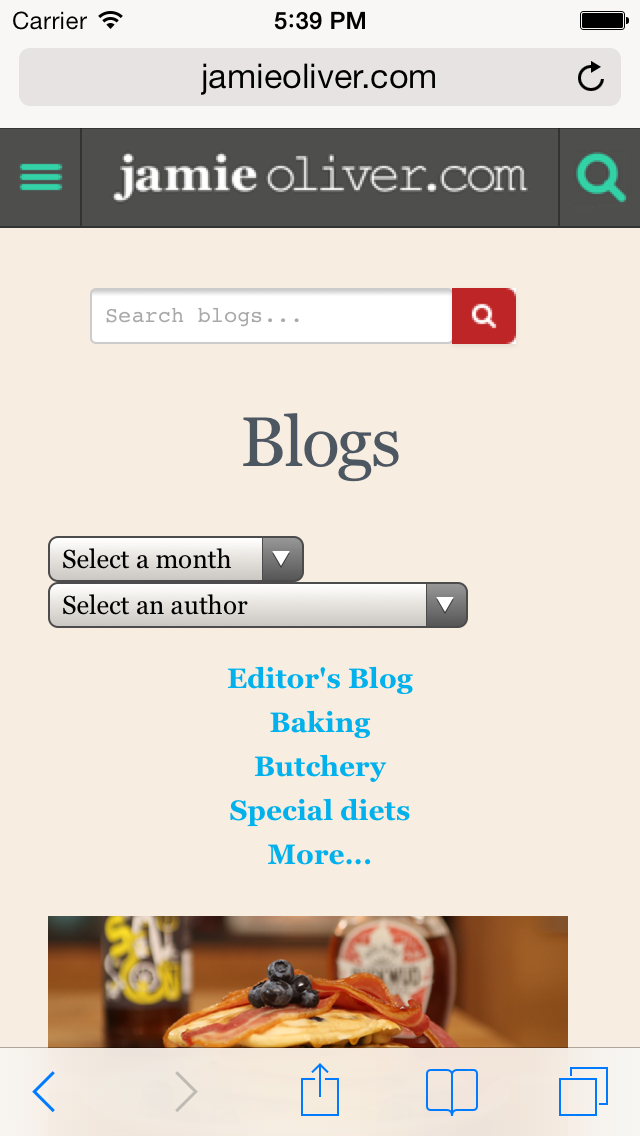 Carrier 5:39 PM
jamieoliver.com
jamie oliver.com
Search blogs...
Blogs
Select a month
Select an author
Editor's Blog
Baking
Butchery
Special diets
More...